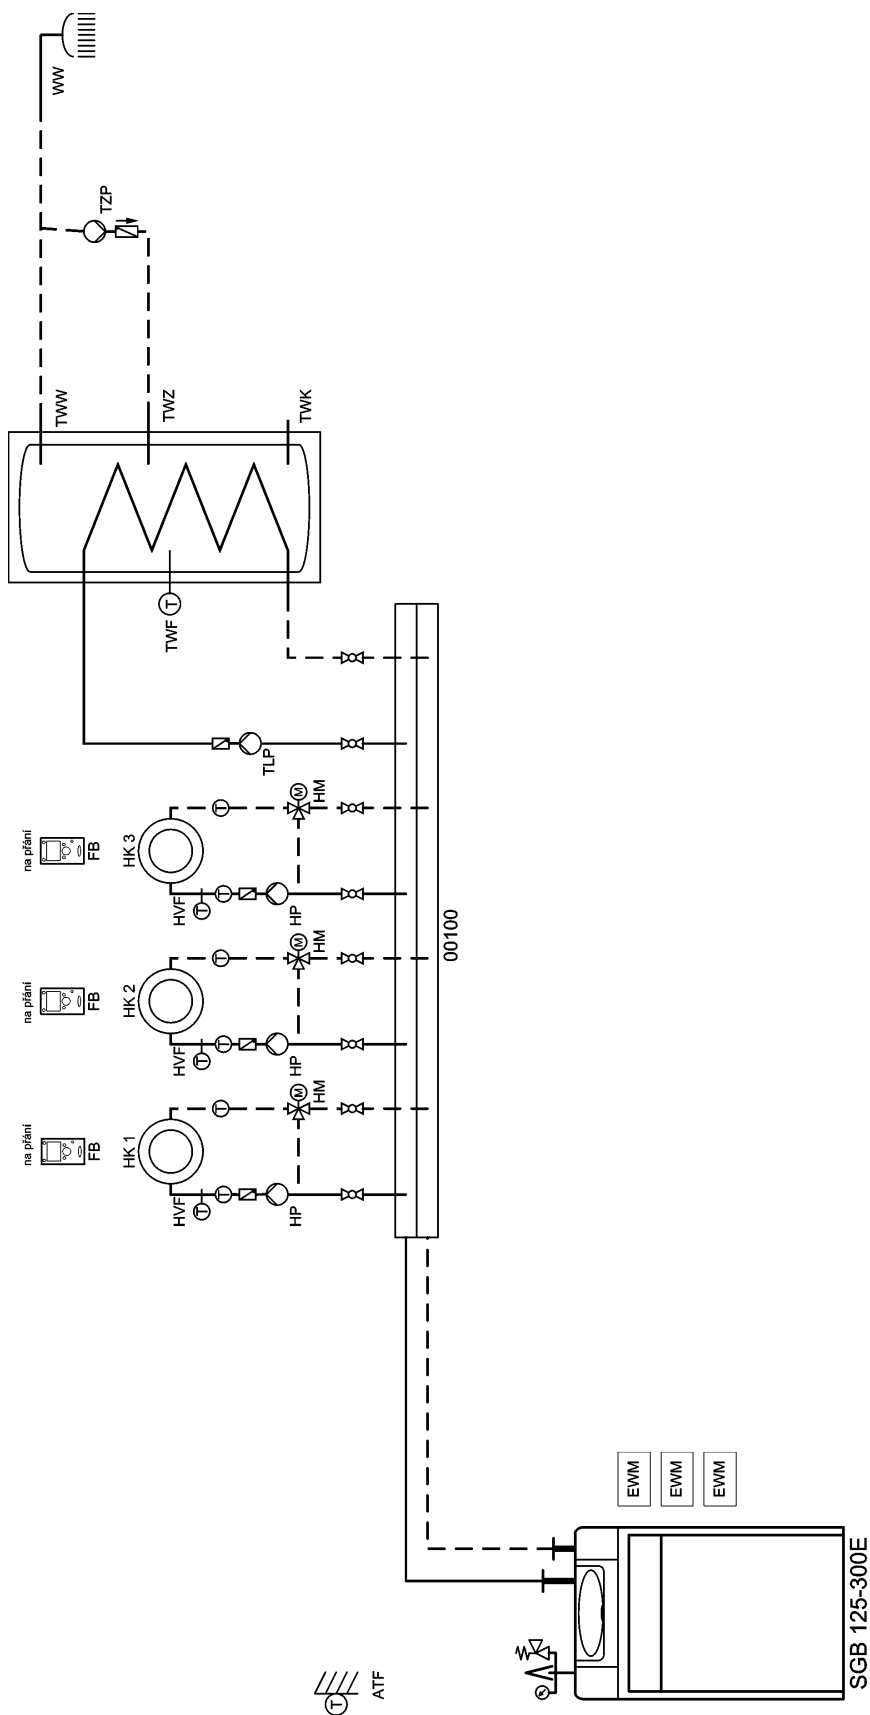 WW
TZP
TWW
TWZ
TWK
TWF
T
TLP
na přání
FB
HK 3
HVF
T
T
T
HP
M
HM
na přání
FB
HK 2
HVF
T
T
T
HP
M
HM
na přání
FB
HK 1
HVF
T
T
T
HP
M
HM
00100
EWM
EWM
EWM
T
ATF
SGB 125-300E